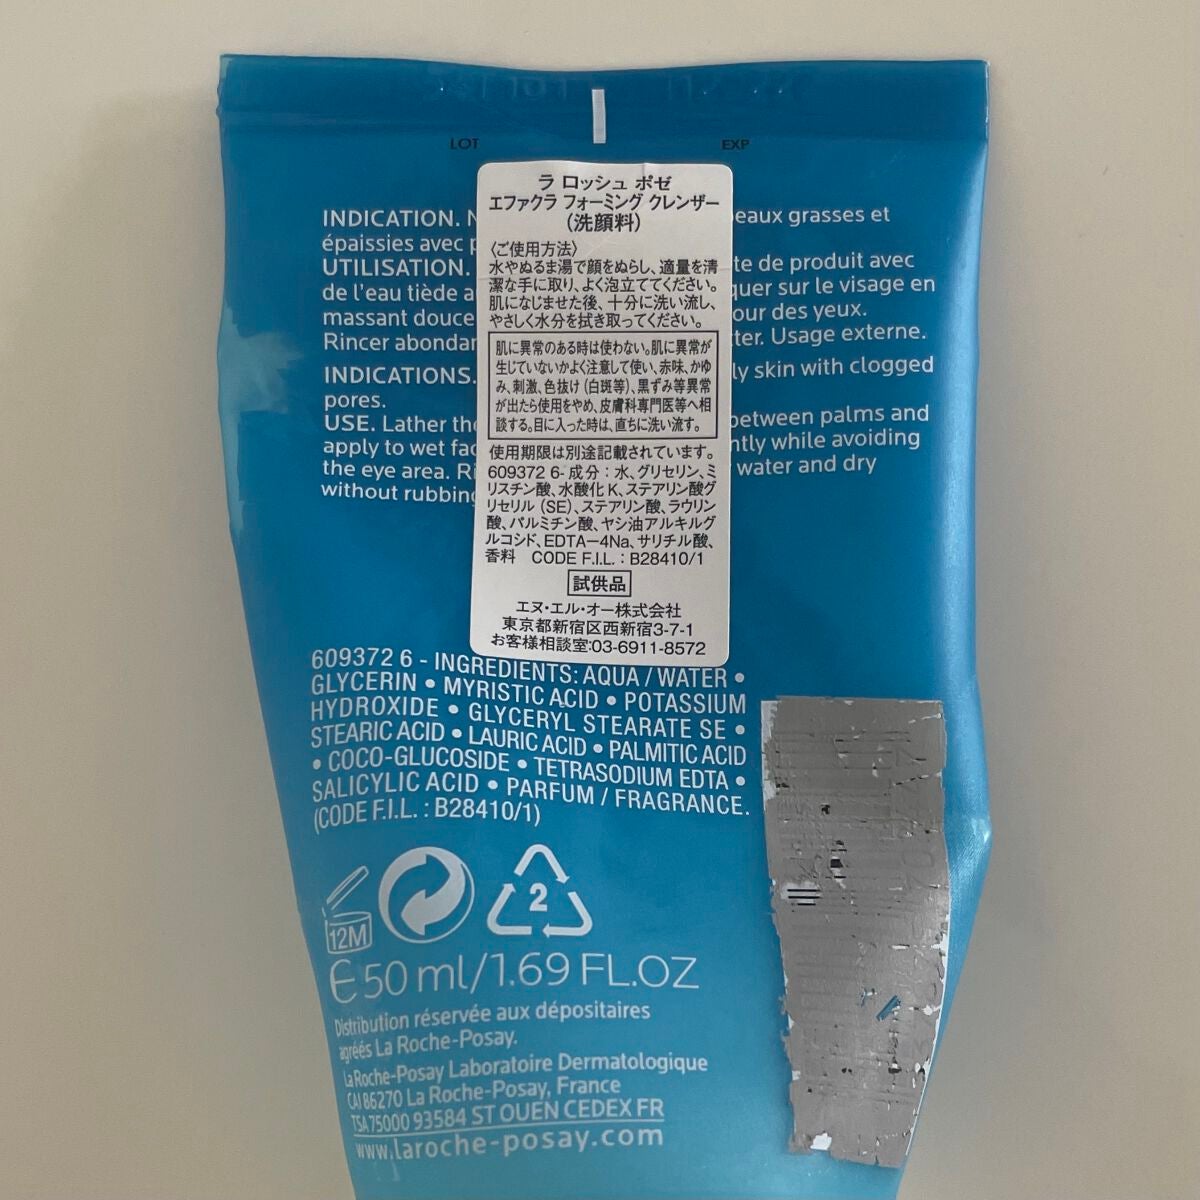 LOT
EXP
ラ ロッシュ ポゼ
エファクラ フォーミング クレンザー
(洗顔料)
〈ご使用方法〉
水やぬるま湯で顔をぬらし、適量を清
潔な手に取り、よく泡立ててください。
肌になじませた後、十分に洗い流し、
やさしく水分を拭き取ってください。
肌に異常のある時は使わない。肌に異常が
生じていないかよく注意して使い、赤味、かゆ
み、刺激、色抜け(白斑等)、黒ずみ等異常
が出たら使用をやめ、皮膚科専門医等へ相
談する。目に入った時は、直ちに洗い流す。
使用期限は別途記載されています。
609372 6- 成分:水、グリセリン、ミ
リスチン酸、水酸化K、ステアリン酸グ
リセリル (SE)、ステアリン酸、ラウリン
酸、パルミチン酸、ヤシ油アルキルグ
ルコシド、EDTA-4Na、サリチル酸、
香料 CODE F.I.L. : B28410/1
試供品
エヌ・エル・オー株式会社
東京都新宿区西新宿3-7-1
お客様相談室:03-6911-8572
INDICATION. eaux grasses et
épaissies avec
UTILISATION. te de produit avec
de l'eau tiède quer sur le visage en
massant douce our des yeux.
Rincer abondan ter. Usage externe.
INDICATIONS. ly skin with clogged
pores.
USE. Lather the between palms and
apply to wet fac ntly while avoiding
the eye area. Ri water and dry
without rubbing
609372 6 - INGREDIENTS: AQUA / WATER •
GLYCERIN • MYRISTIC ACID • POTASSIUM
HYDROXIDE • GLYCERYL STEARATE SE •
STEARIC ACID • LAURIC ACID • PALMITIC ACID
• COCO-GLUCOSIDE • TETRASODIUM EDTA •
SALICYLIC ACID • PARFUM / FRAGRANCE.
(CODE F.I.L. : B28410/1)
12M
2
℮ 50 ml/1.69 FL.OZ
Distribution réservée aux dépositaires
agréés La Roche-Posay.
La Roche-Posay Laboratoire Dermatologique
CAI 86270 La Roche-Posay, France
TSA 75000 93584 ST OUEN CEDEX FR
www.laroche-posay.com